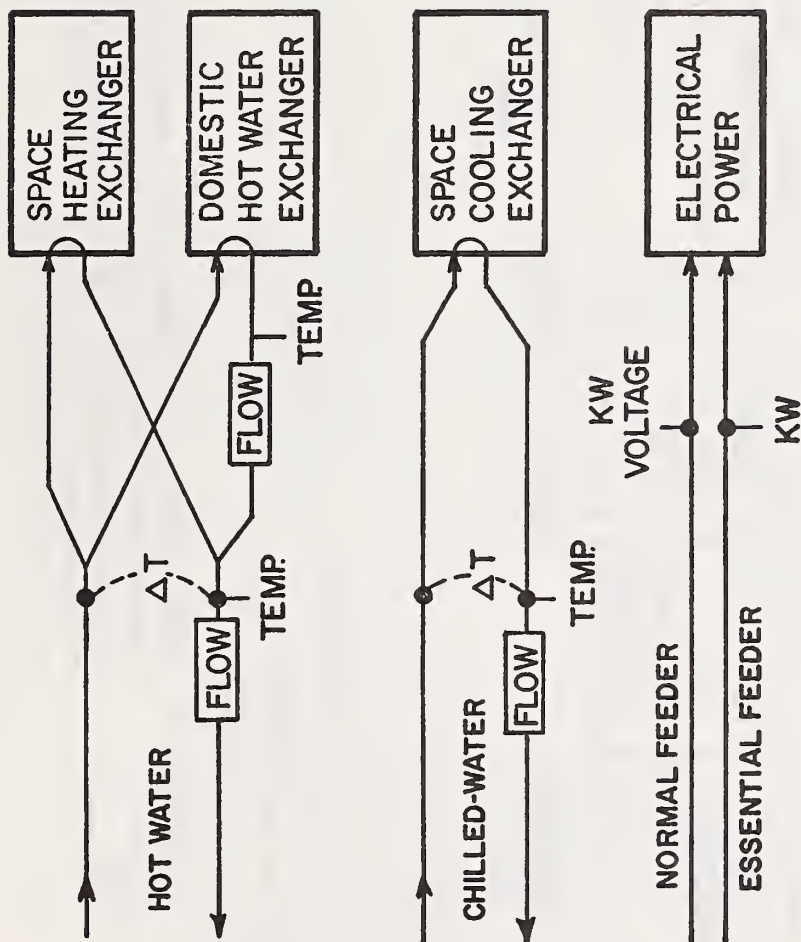 SPACE
HEATING
EXCHANGER
DOMESTIC
HOT WATER
EXCHANGER
FLOW
TEMP.
ΔT
TEMP.
FLOW
HOT WATER
SPACE
COOLING
EXCHANGER
ΔT
TEMP.
FLOW
CHILLED-WATER
ELECTRICAL
POWER
KW
VOLTAGE
KW
NORMAL FEEDER
ESSENTIAL FEEDER